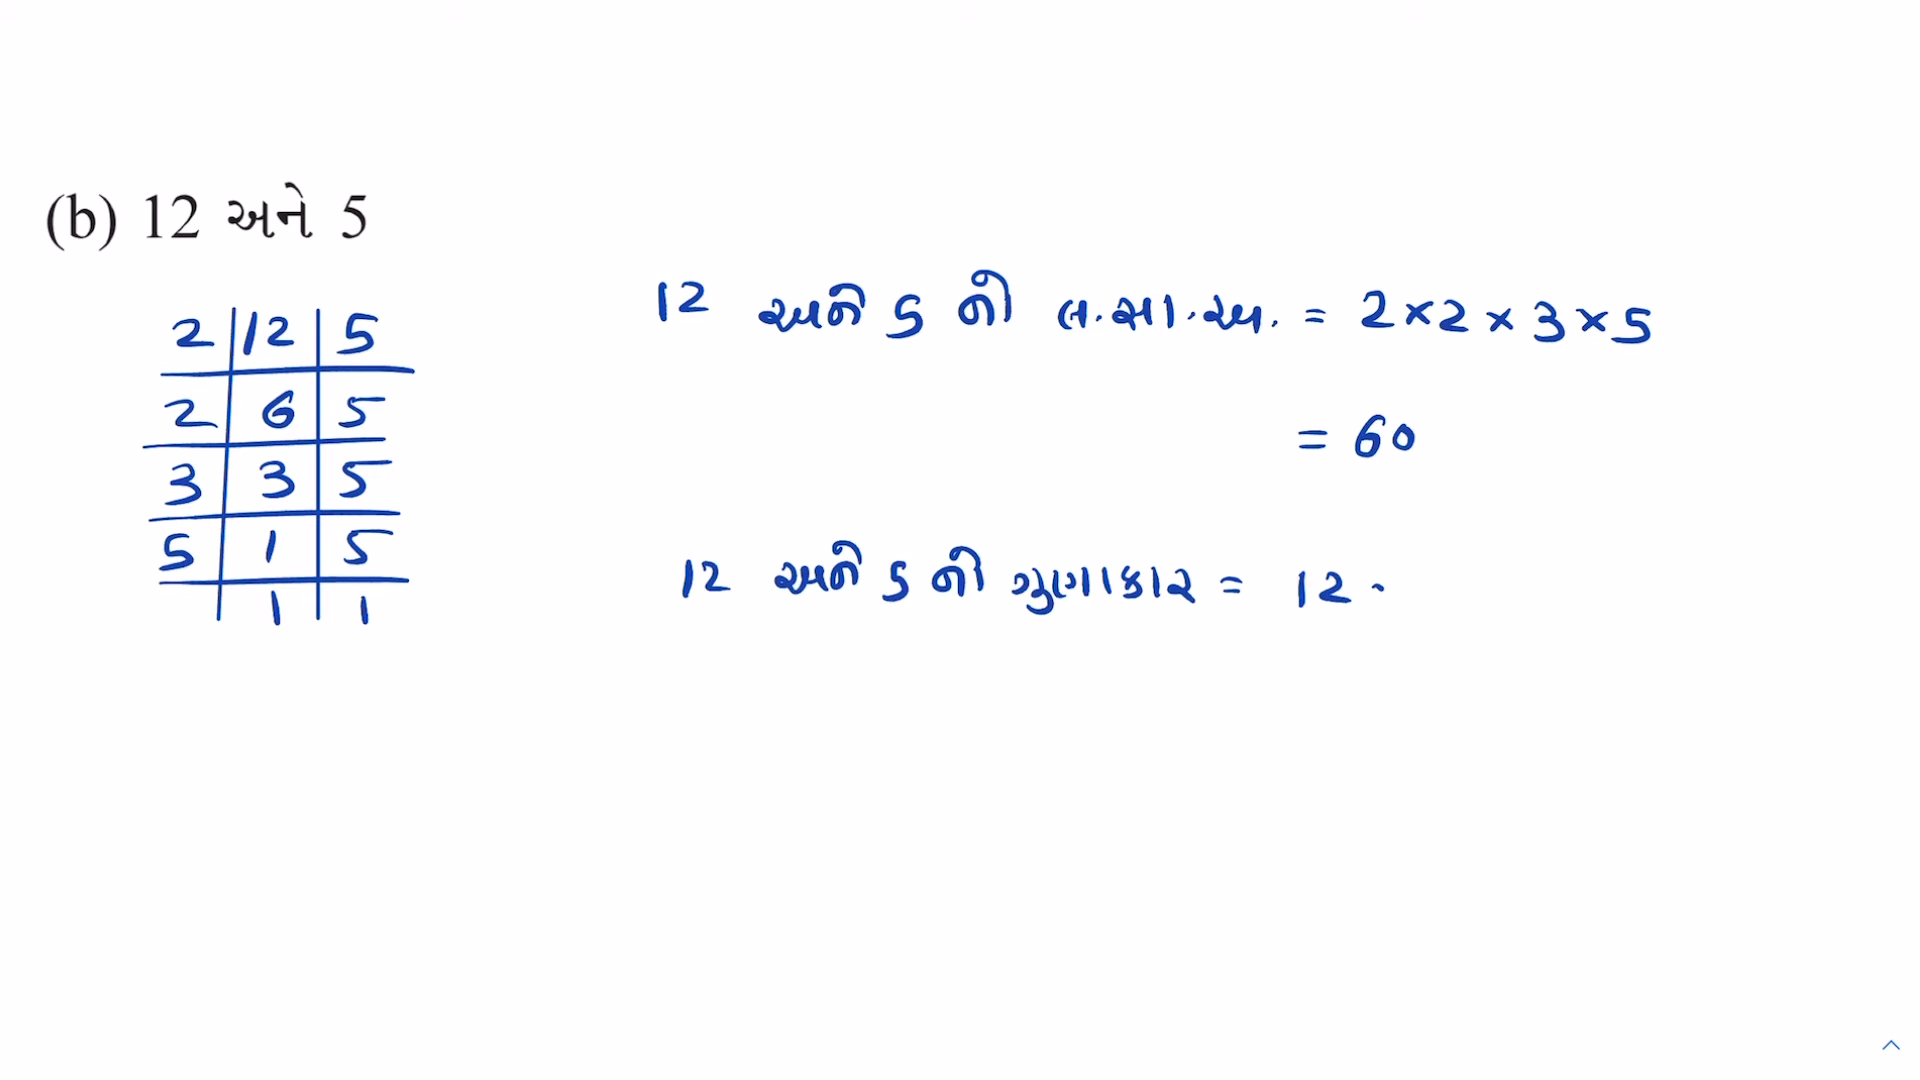 (b) 12 અને 5
2 12 5
2 6 5
3 3 5
5 1 5
1 1
12 અને 5 ની લ.સા.અ. = 2 × 2 × 3 × 5
= 60
12 અને 5 ની ગુણાકાર = 12